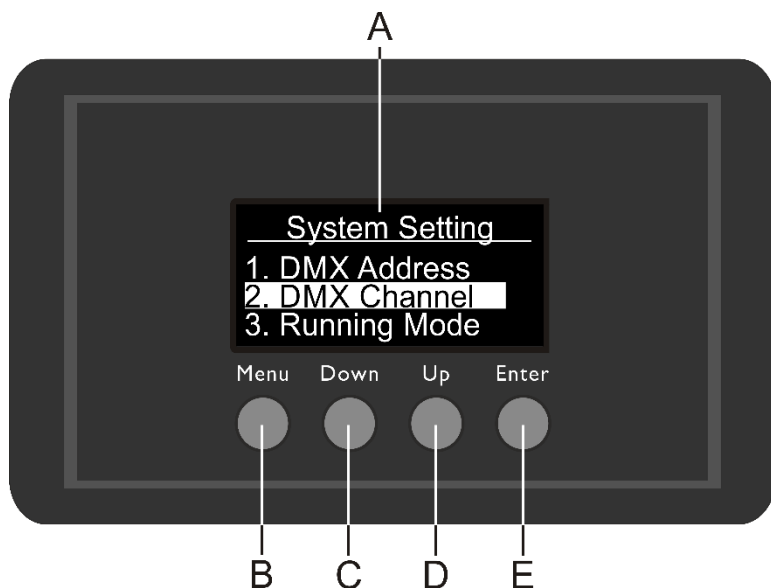 A
System Setting
1. DMX Address
2. DMX Channel
3. Running Mode
Menu Down Up Enter
B C D E